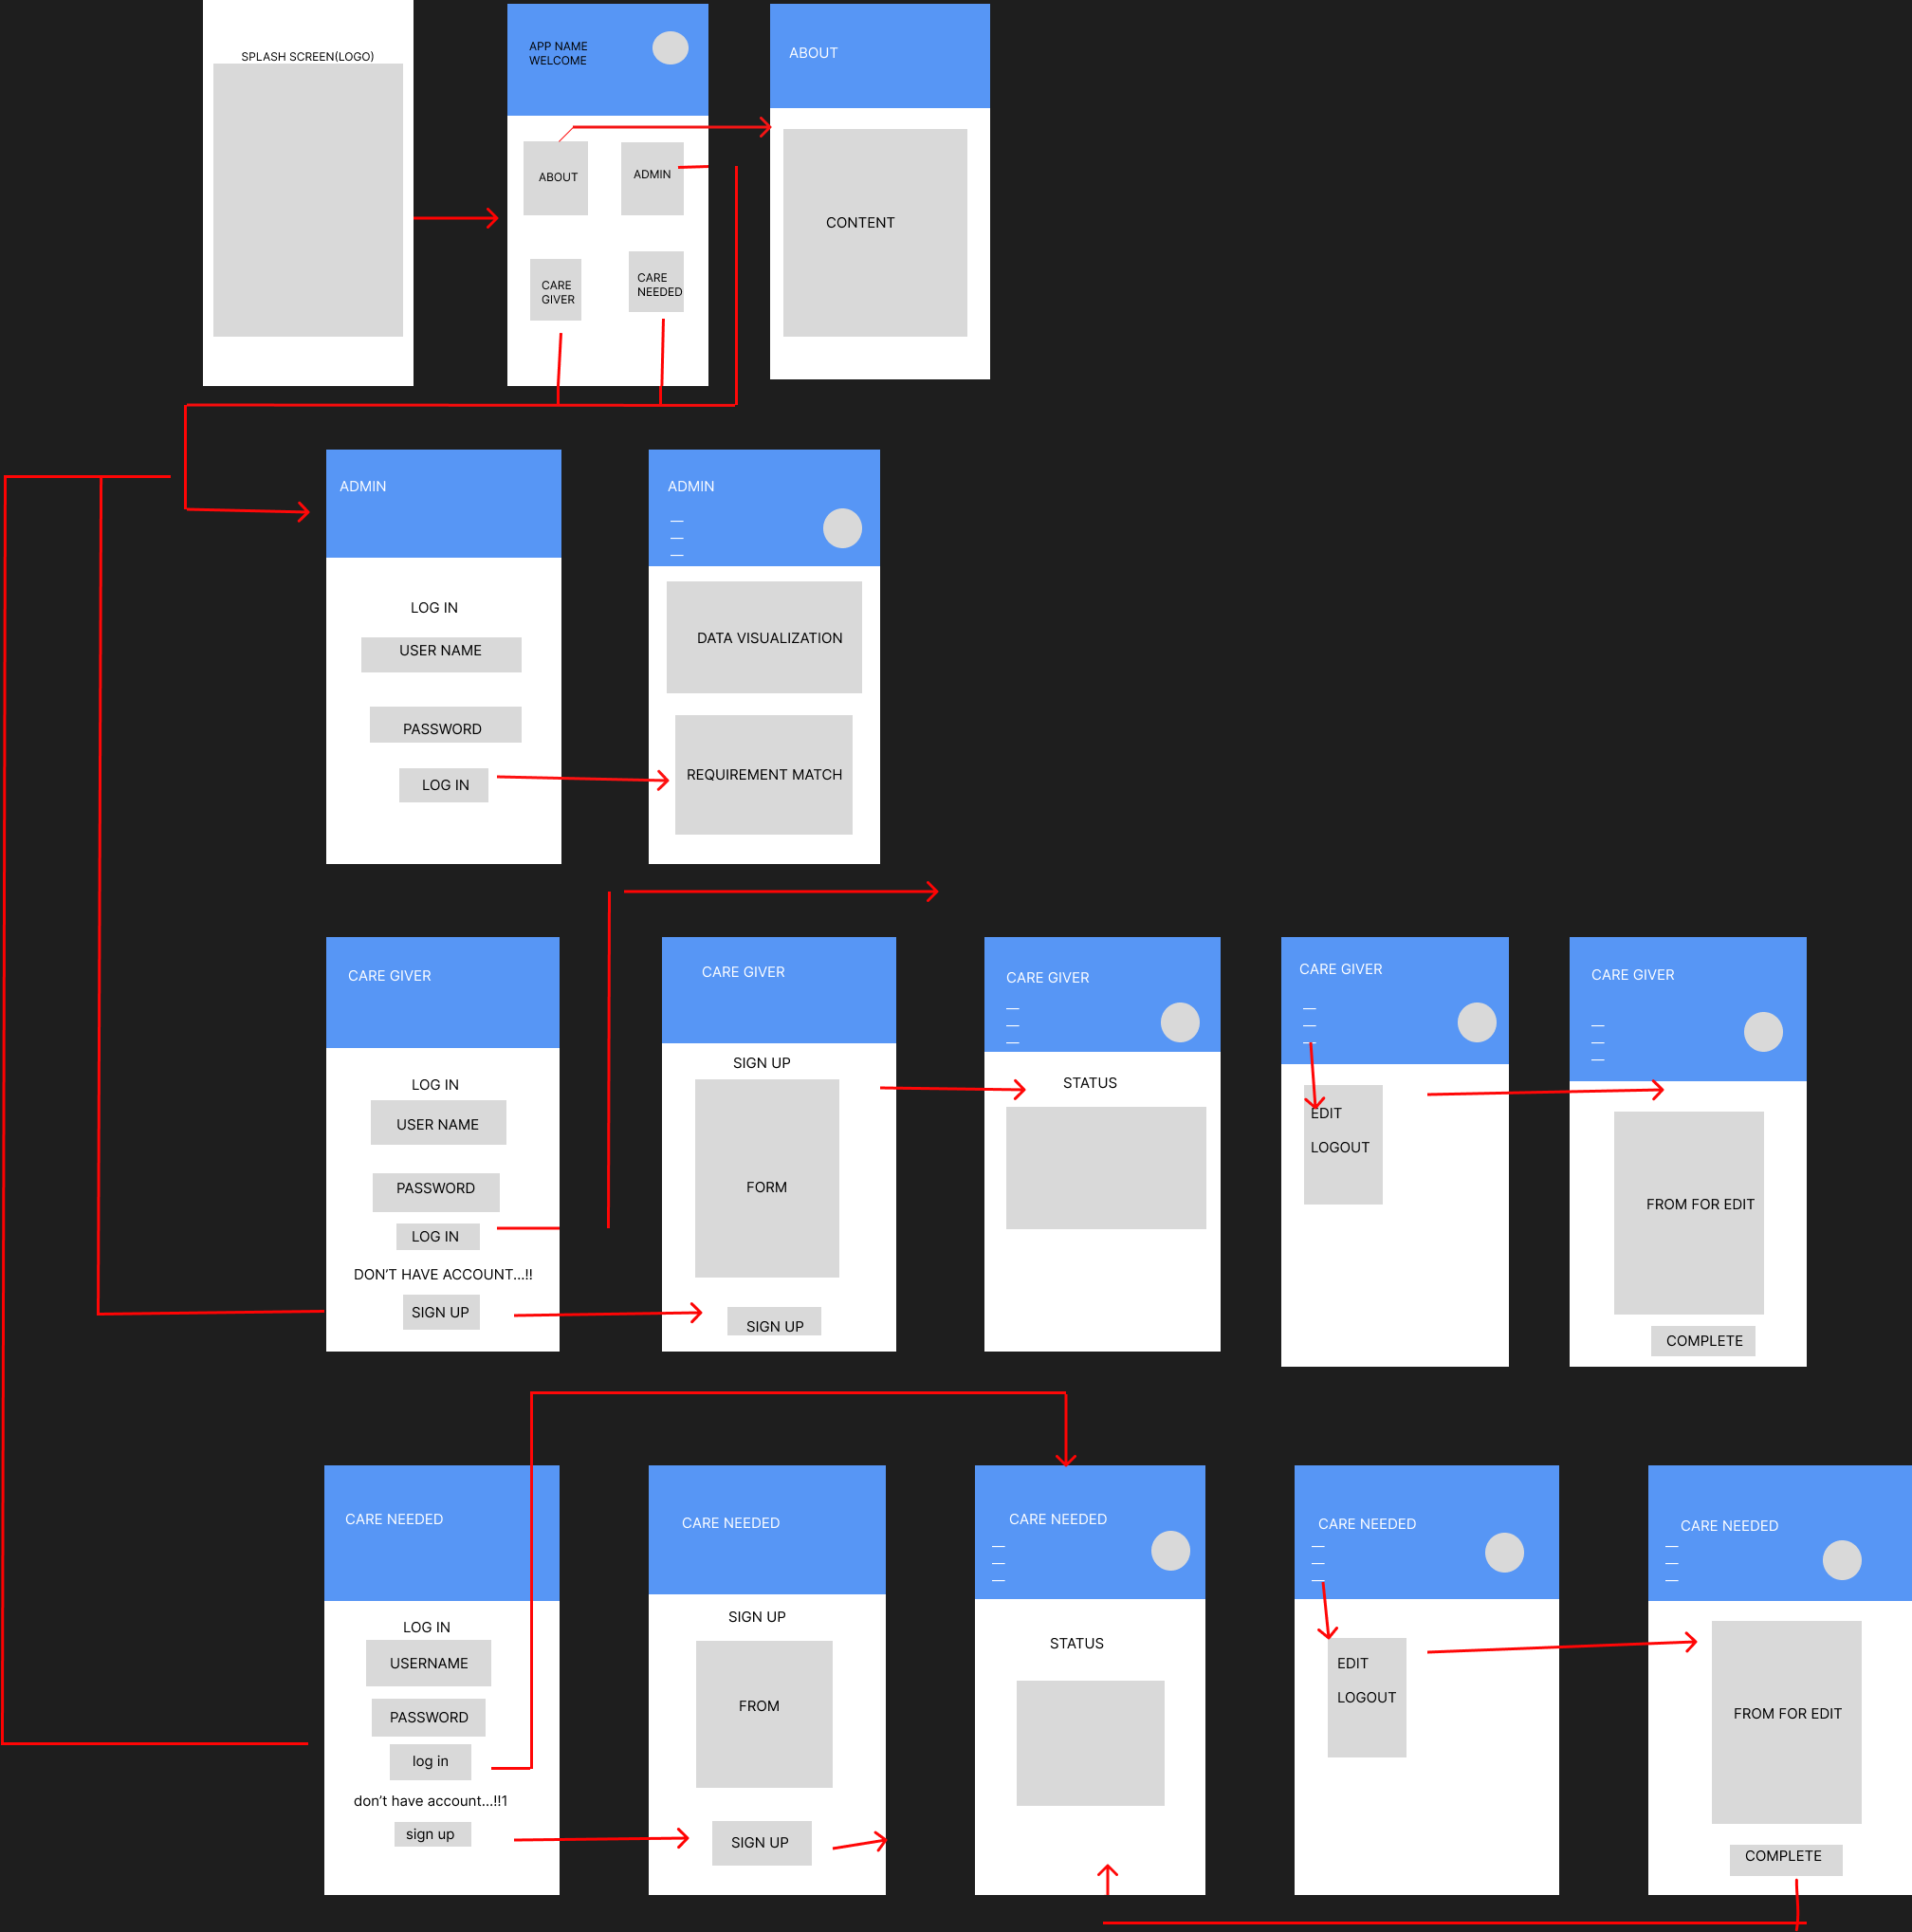 SPLASH SCREEN(LOGO)
APP NAME
WELCOME
ABOUT
ADMIN
CARE
GIVER
CARE
NEEDED
ABOUT
CONTENT
ADMIN
LOG IN
USER NAME
PASSWORD
LOG IN
ADMIN
DATA VISUALIZATION
REQUIREMENT MATCH
CARE GIVER
LOG IN
USER NAME
PASSWORD
LOG IN
DON'T HAVE ACCOUNT...!!
SIGN UP
CARE GIVER
SIGN UP
FORM
SIGN UP
CARE GIVER
STATUS
CARE GIVER
EDIT
LOGOUT
CARE GIVER
FROM FOR EDIT
COMPLETE
CARE NEEDED
LOG IN
USERNAME
PASSWORD
log in
don't have account...!!1
sign up
CARE NEEDED
SIGN UP
FROM
SIGN UP
CARE NEEDED
STATUS
CARE NEEDED
EDIT
LOGOUT
CARE NEEDED
FROM FOR EDIT
COMPLETE